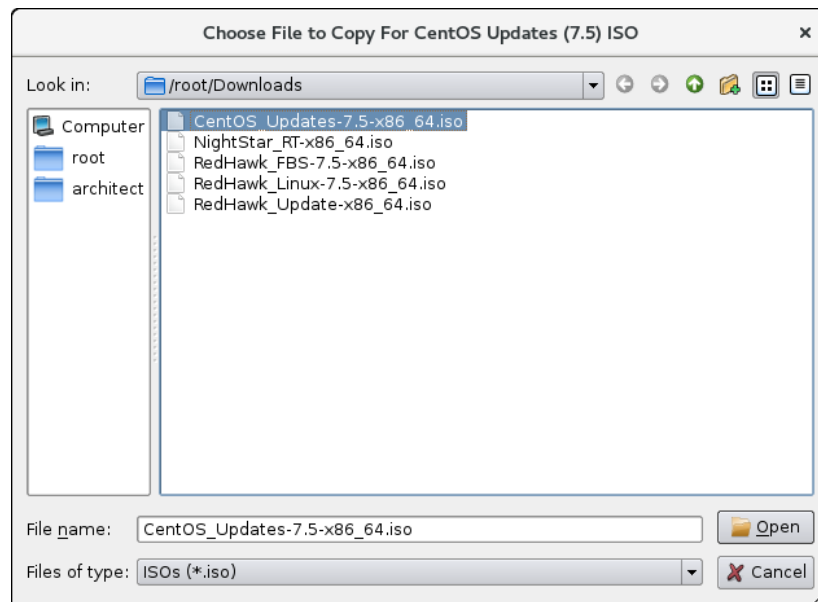 Choose File to Copy For CentOS Updates (7.5) ISO
Look in: /root/Downloads
Computer
root
architect
CentOS_Updates-7.5-x86_64.iso
NightStar_RT-x86_64.iso
RedHawk_FBS-7.5-x86_64.iso
RedHawk_Linux-7.5-x86_64.iso
RedHawk_Update-x86_64.iso
File name: CentOS_Updates-7.5-x86_64.iso Open
Files of type: ISOs (*.iso) Cancel